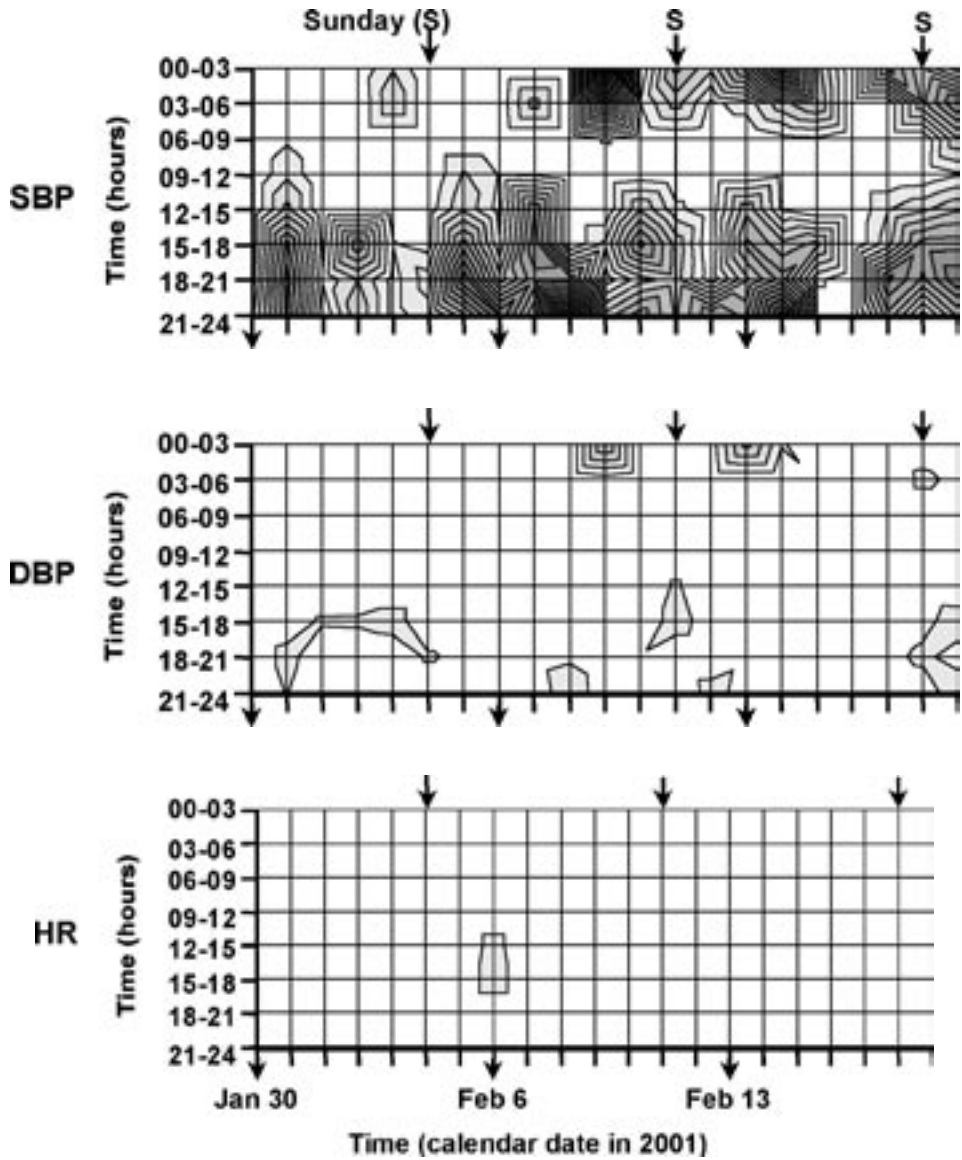 Sunday (S) S S
SBP
Time (hours)
00-03
03-06
06-09
09-12
12-15
15-18
18-21
21-24
DBP
Time (hours)
00-03
03-06
06-09
09-12
12-15
15-18
18-21
21-24
HR
Time (hours)
00-03
03-06
06-09
09-12
12-15
15-18
18-21
21-24
Jan 30 Feb 6 Feb 13
Time (calendar date in 2001)